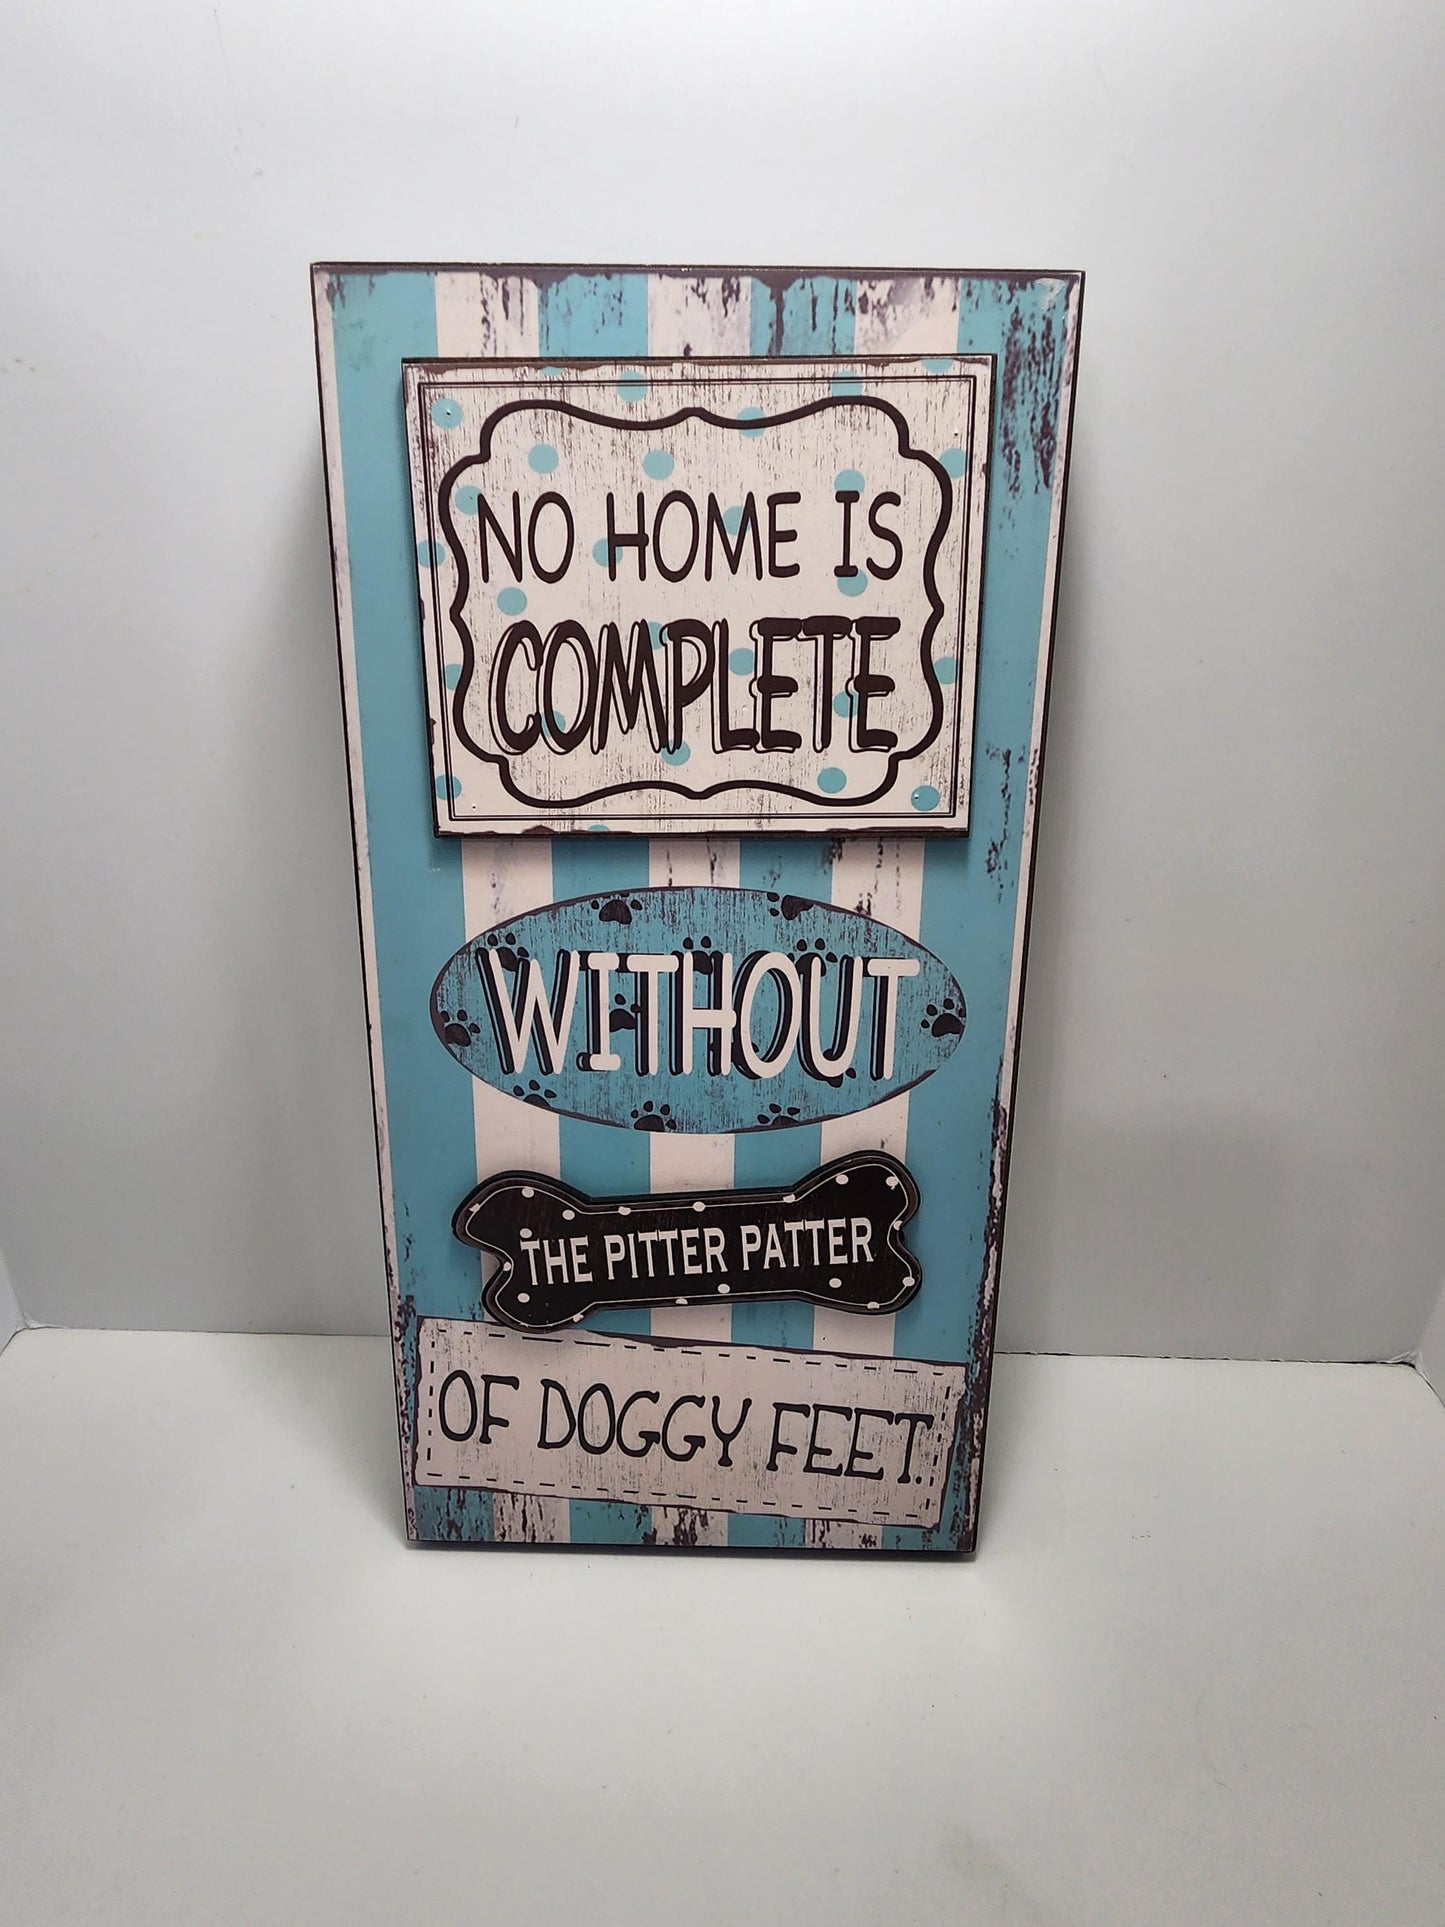 NO HOME IS
COMPLETE
WITHOUT
THE PITTER PATTER
OF DOGGY FEET.